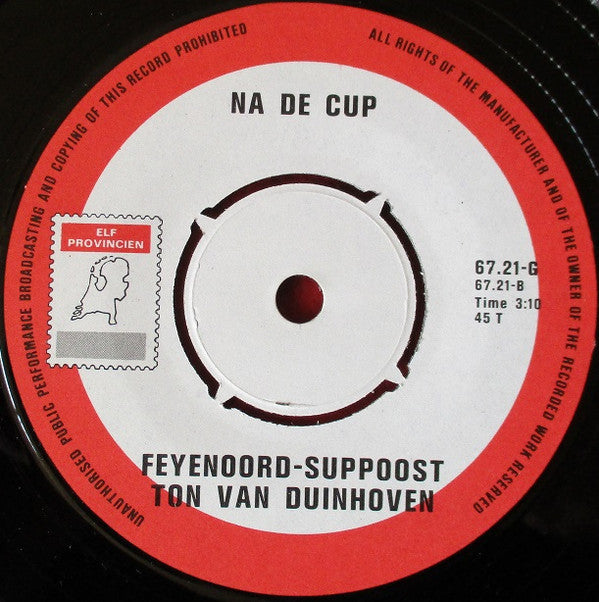 UNAUTHORISED PUBLIC PERFORMANCE BROADCASTING AND COPYING OF THIS RECORD PROHIBITED
ALL RIGHTS OF THE MANUFACTURER AND OF THE OWNER OF THE RECORDED WORK RESERVED
NA DE CUP
ELF
PROVINCIEN
67.21-G
67.21-B
Time 3:10
45 T
FEYENOORD-SUPPOOST
TON VAN DUINHOVEN